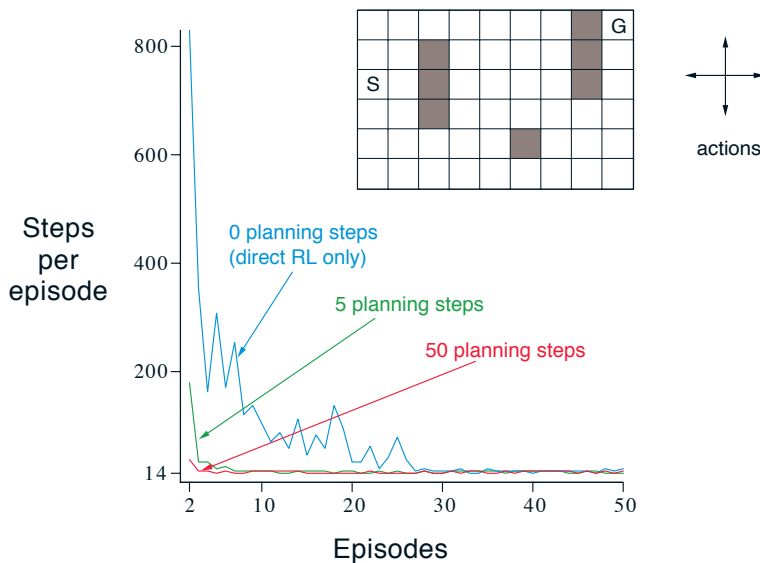 800
600
400
200
14
Steps
per
episode
2
10
20
30
40
50
Episodes
0 planning steps
(direct RL only)
5 planning steps
50 planning steps
G
S
actions